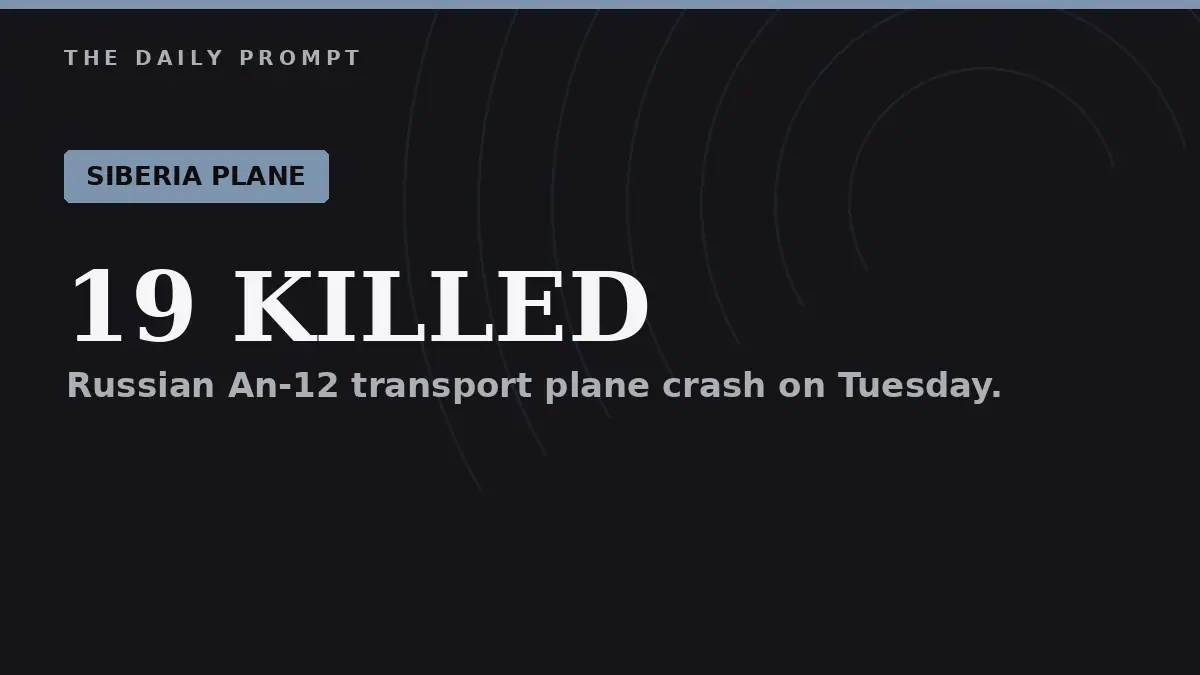 THE DAILY PROMPT
SIBERIA PLANE
19 KILLED
Russian An-12 transport plane crash on Tuesday.